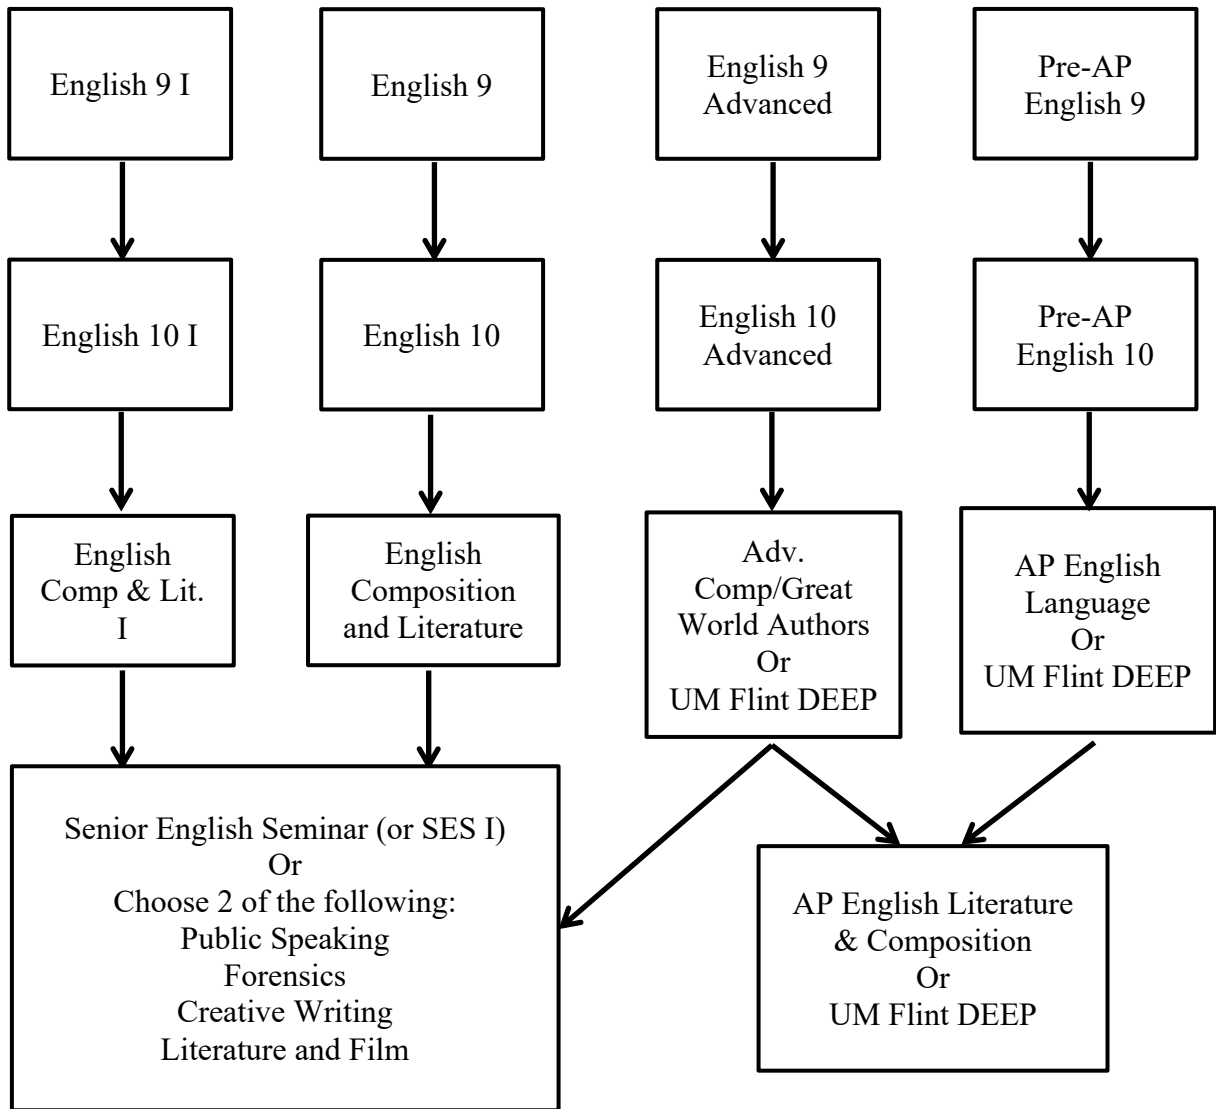 English 9 I
English 9
English 9
Advanced
Pre-AP
English 9
English 10 I
English 10
English 10
Advanced
Pre-AP
English 10
English
Comp & Lit.
I
English
Composition
and Literature
Adv.
Comp/Great
World Authors
Or
UM Flint DEEP
AP English
Language
Or
UM Flint DEEP
Senior English Seminar (or SES I)
Or
Choose 2 of the following:
Public Speaking
Forensics
Creative Writing
Literature and Film
AP English Literature
& Composition
Or
UM Flint DEEP